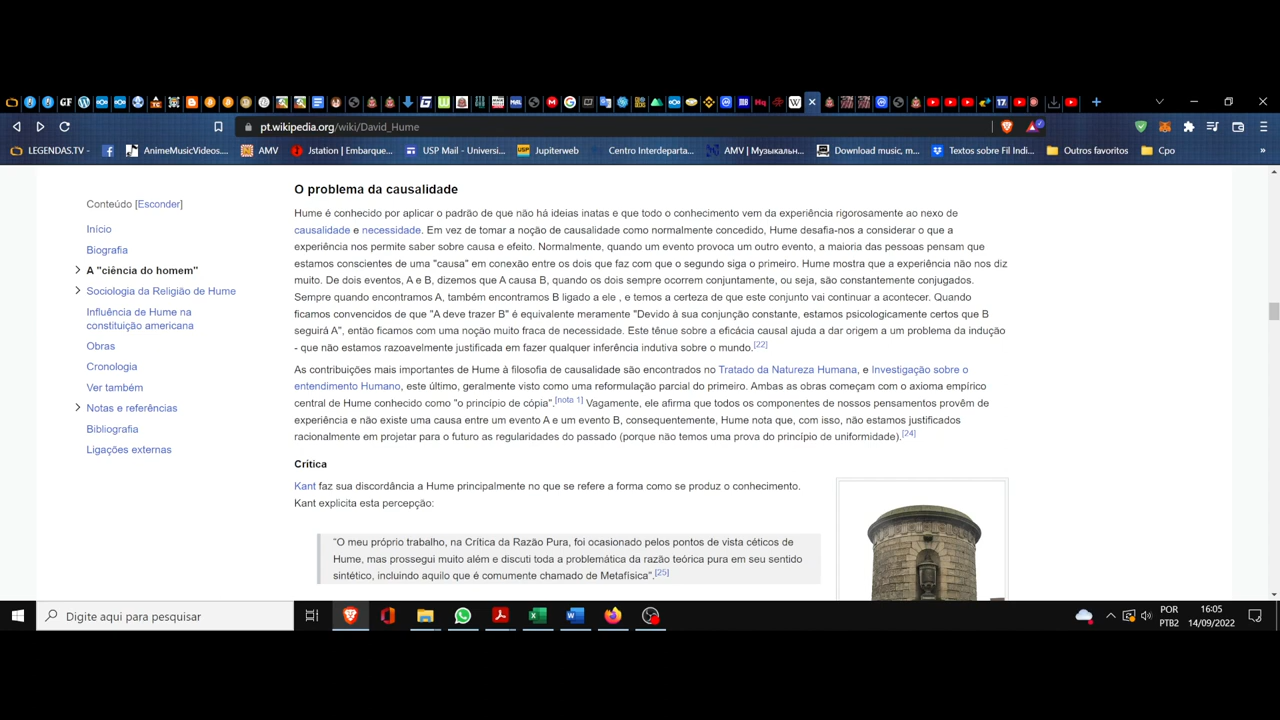 pt.wikipedia.org/wiki/David_Hume
LEGENDAS.TV -
AnimeMusicVideos....
AMV
Jstation | Embarque...
USP Mail - Universi...
Jupiterweb
Centro Interdeparta...
AMV | Музыкальн...
Download music, m...
Textos sobre Fil Indi...
Outros favoritos
Cpo
Conteúdo [Esconder]
Início
Biografia
A "ciência do homem"
Sociologia da Religião de Hume
Influência de Hume na
constituição americana
Obras
Cronologia
Ver também
Notas e referências
Bibliografia
Ligações externas
O problema da causalidade
Hume é conhecido por aplicar o padrão de que não há ideias inatas e que todo o conhecimento vem da experiência rigorosamente ao nexo de
causalidade e necessidade. Em vez de tomar a noção de causalidade como normalmente concedido, Hume desafia-nos a considerar o que a
experiência nos permite saber sobre causa e efeito. Normalmente, quando um evento provoca um outro evento, a maioria das pessoas pensam que
estamos conscientes de uma "causa" em conexão entre os dois que faz com que o segundo siga o primeiro. Hume mostra que a experiência não nos diz
muito. De dois eventos, A e B, dizemos que A causa B, quando os dois sempre ocorrem conjuntamente, ou seja, são constantemente conjugados.
Sempre quando encontramos A, também encontramos B ligado a ele , e temos a certeza de que este conjunto vai continuar a acontecer. Quando
ficamos convencidos de que "A deve trazer B" é equivalente meramente "Devido à sua conjunção constante, estamos psicologicamente certos que B
seguirá A", então ficamos com uma noção muito fraca de necessidade. Este tênue sobre a eficácia causal ajuda a dar origem a um problema da indução
- que não estamos razoavelmente justificada em fazer qualquer inferência indutiva sobre o mundo.[22]
As contribuições mais importantes de Hume à filosofia de causalidade são encontrados no Tratado da Natureza Humana, e Investigação sobre o
entendimento Humano, este último, geralmente visto como uma reformulação parcial do primeiro. Ambas as obras começam com o axioma empírico
central de Hume conhecido como "o princípio de cópia".[nota 1] Vagamente, ele afirma que todos os componentes de nossos pensamentos provêm de
experiência e não existe uma causa entre um evento A e um evento B, consequentemente, Hume nota que, com isso, não estamos justificados
racionalmente em projetar para o futuro as regularidades do passado (porque não temos uma prova do princípio de uniformidade).[24]
Crítica
Kant faz sua discordância a Hume principalmente no que se refere a forma como se produz o conhecimento.
Kant explicita esta percepção:
"O meu próprio trabalho, na Crítica da Razão Pura, foi ocasionado pelos pontos de vista céticos de
Hume, mas prossegui muito além e discuti toda a problemática da razão teórica pura em seu sentido
sintético, incluindo aquilo que é comumente chamado de Metafísica".[25]
Digite aqui para pesquisar
POR
PTB2
16:05
14/09/2022